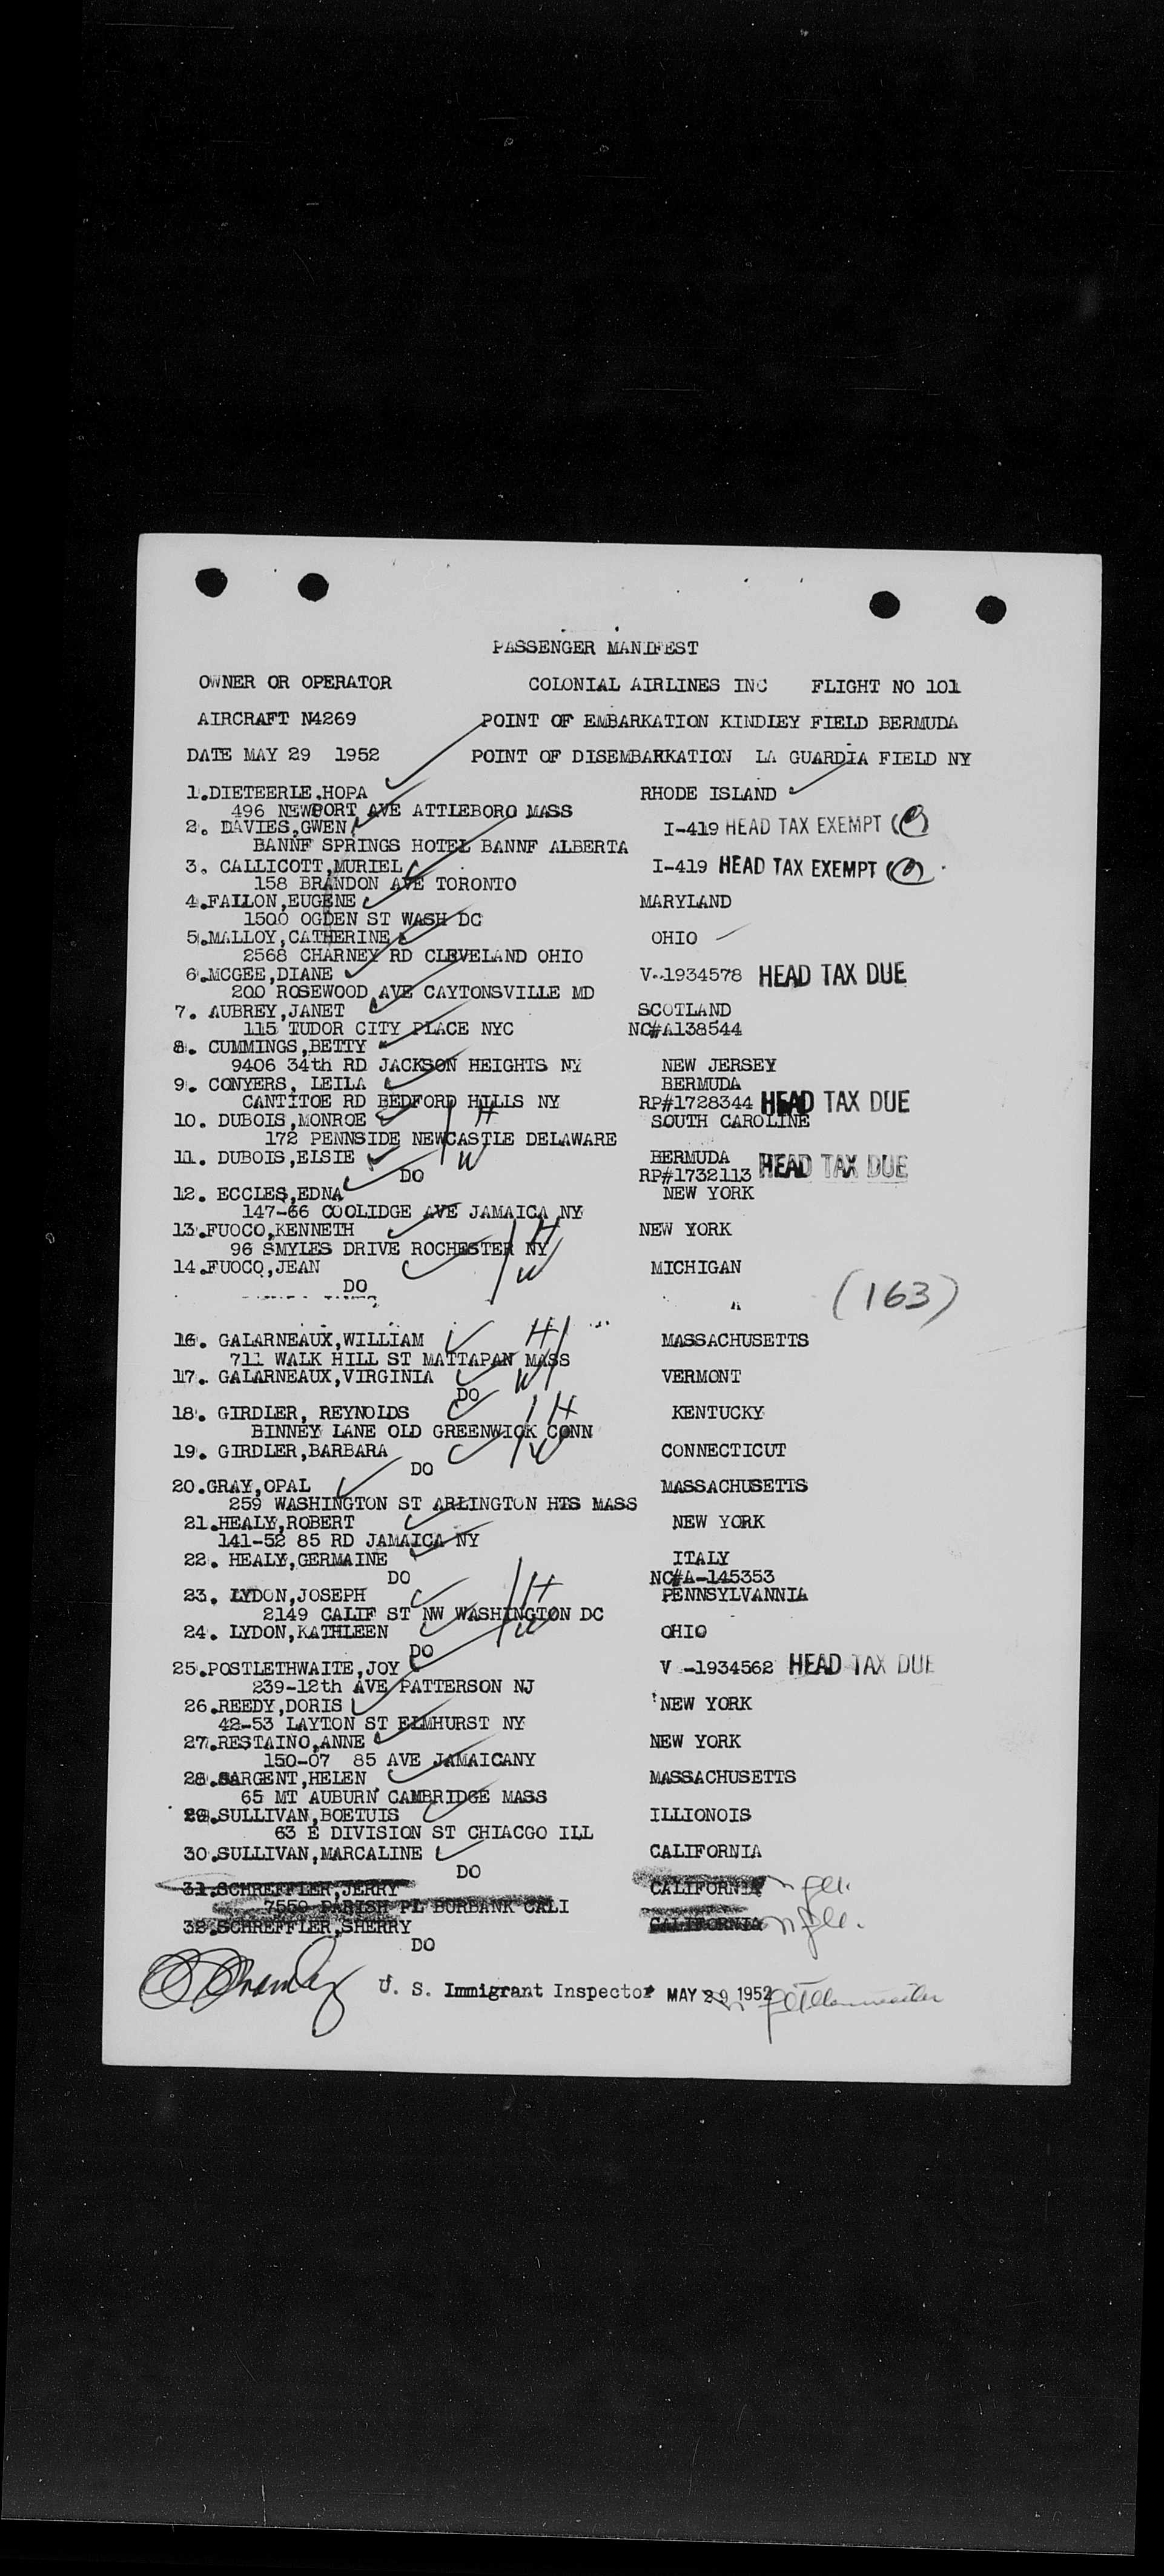 PASSENGER MANIFEST
OWNER OR OPERATOR COLONIAL AIRLINES INC FLIGHT NO 101
AIRCRAFT N4269 POINT OF EMBARKATION KINDLEY FIELD BERMUDA
DATE MAY 29 1952 POINT OF DISEMBARKATION LA GUARDIA FIELD NY
1.DIETEERLE,HOPA RHODE ISLAND
496 NEWPORT AVE ATTLEBORO MASS
2. DAVIES,GWEN I-419 HEAD TAX EXEMPT
BANNF SPRINGS HOTEL BANNF ALBERTA
3. CALLICOTT,MURIEL I-419 HEAD TAX EXEMPT
158 BRANDON AVE TORONTO
4.FALLON,EUGENE MARYLAND
1500 OGDEN ST WASH DC
5.MALLOY,CATHERINE OHIO
2568 CHARNEY RD CLEVELAND OHIO
6.MCGEE,DIANE V-.1934578 HEAD TAX DUE
200 ROSEWOOD AVE CAYTONSVILLE MD
7. AUBREY,JANET SCOTLAND
115 TUDOR CITY PLACE NYC NC#A138544
8. CUMMINGS,BETTY
9406 34th RD JACKSON HEIGHTS NY NEW JERSEY
9. CONYERS, LEILA BERMUDA
CANTITOE RD BEDFORD HILLS NY RP#1728344 HEAD TAX DUE
10. DUBOIS,MONROE H SOUTH CAROLINE
172 PENNSIDE NEWCASTLE DELAWARE
11. DUBOIS,ELSIE W BERMUDA
DO RP#1732113 HEAD TAX DUE
12. ECCLES,EDNA NEW YORK
147-66 COOLIDGE AVE JAMAICA NY
13.FUOCO,KENNETH H NEW YORK
96 SMYLES DRIVE ROCHESTER NY
14.FUOCO,JEAN W MICHIGAN
DO
(163)
16. GALARNEAUX,WILLIAM H MASSACHUSETTS
711 WALK HILL ST MATTAPAN MASS
17. GALARNEAUX,VIRGINIA W VERMONT
DO
18. GIRDLER, REYNOLDS H KENTUCKY
BINNEY LANE OLD GREENWICK CONN
19. GIRDLER,BARBARA W CONNECTICUT
DO
20.GRAY,OPAL MASSACHUSETTS
259 WASHINGTON ST ARLINGTON HTS MASS
21.HEALY,ROBERT NEW YORK
141-52 85 RD JAMAICA NY
22. HEALY,GERMAINE ITALY
DO NC#A-145353
23. LYDON,JOSEPH H PENNSYLVANNIA
2149 CALIF ST NW WASHINGTON DC
24. LYDON,KATHLEEN W OHIO
DO
25.POSTLETHWAITE,JOY V -1934562 HEAD TAX DUE
239-12th AVE PATTERSON NJ
26.REEDY,DORIS NEW YORK
42-53 LAYTON ST ELMHURST NY
27.RESTAINO,ANNE NEW YORK
150-07 85 AVE JAMAICANY
28.SARGENT,HELEN MASSACHUSETTS
65 MT AUBURN CAMBRIDGE MASS
29.SULLIVAN,BOETUIS ILLIONOIS
63 E DIVISION ST CHIACGO ILL
30.SULLIVAN,MARCALINE CALIFORNIA
DO
31.SCHREFFLER,JERRY CALIFORNIA
7559 PARISH PL BURBANK CALI
32.SCHREFFLER,SHERRY CALIFORNIA
DO
U. S. Immigrant Inspector MAY 29 1952